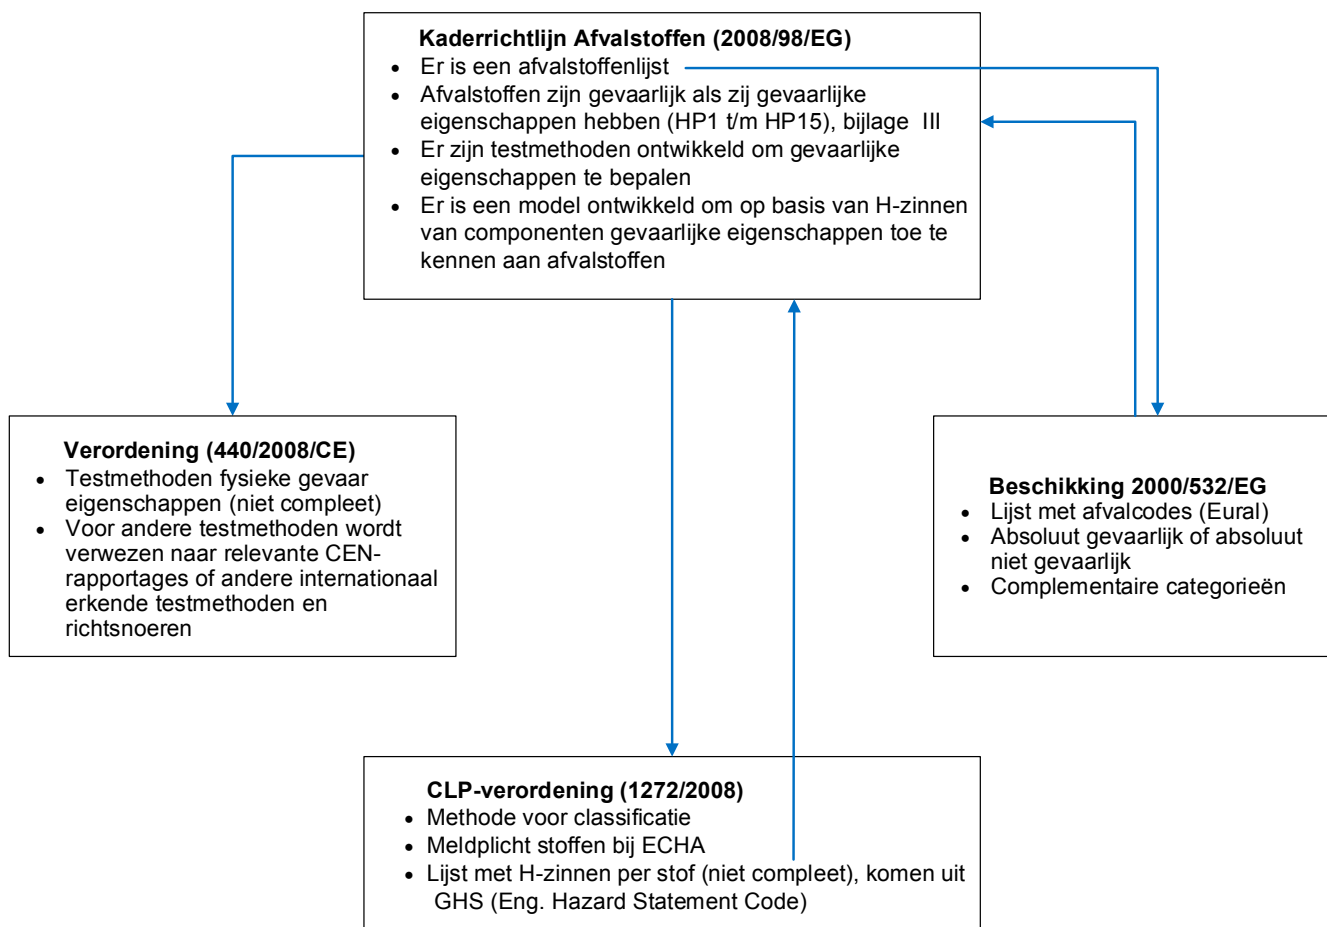 Kaderrichtlijn Afvalstoffen (2008/98/EG)
• Er is een afvalstoffenlijst
• Afvalstoffen zijn gevaarlijk als zij gevaarlijke
eigenschappen hebben (HP1 t/m HP15), bijlage III
• Er zijn testmethoden ontwikkeld om gevaarlijke
eigenschappen te bepalen
• Er is een model ontwikkeld om op basis van H-zinnen
van componenten gevaarlijke eigenschappen toe te
kennen aan afvalstoffen
Verordening (440/2008/CE)
• Testmethoden fysieke gevaar
eigenschappen (niet compleet)
• Voor andere testmethoden wordt
verwezen naar relevante CEN-
rapportages of andere internationaal
erkende testmethoden en
richtsnoeren
Beschikking 2000/532/EG
• Lijst met afvalcodes (Eural)
• Absoluut gevaarlijk of absoluut
niet gevaarlijk
• Complementaire categorieën
CLP-verordening (1272/2008)
• Methode voor classificatie
• Meldplicht stoffen bij ECHA
• Lijst met H-zinnen per stof (niet compleet), komen uit
GHS (Eng. Hazard Statement Code)